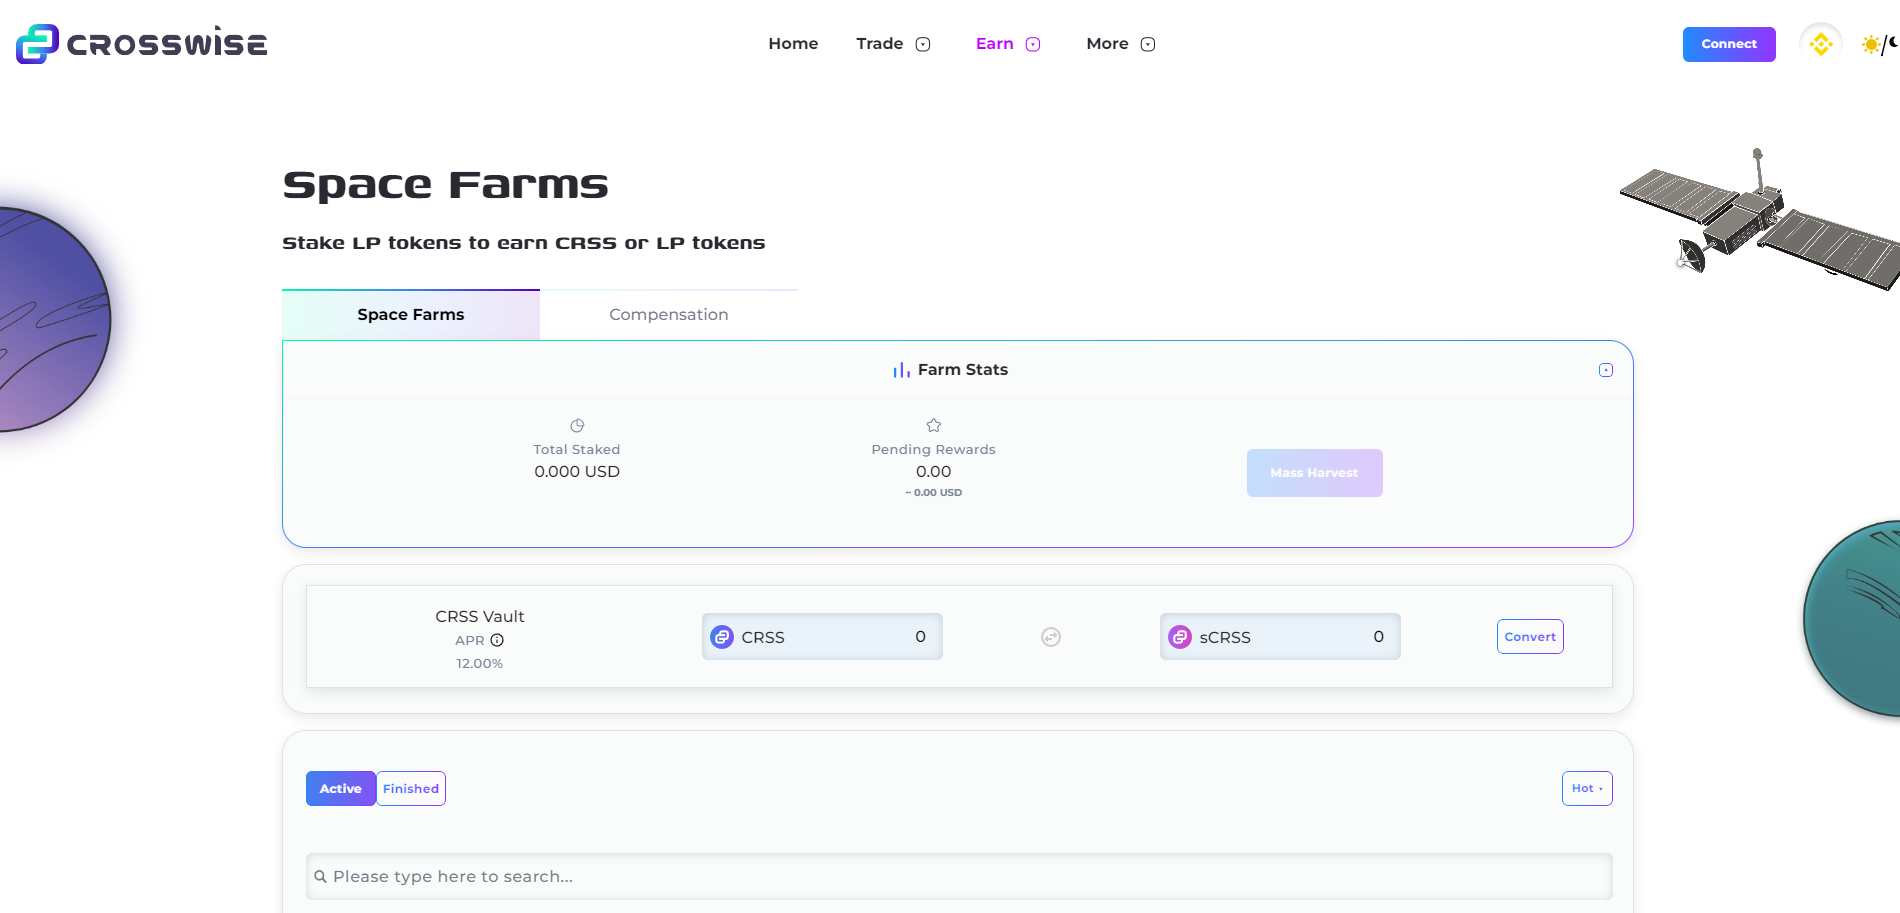 CROSSWISE
Home
Trade
Earn
More
Connect
/
Space Farms
Stake LP tokens to earn CRSS or LP tokens
Space Farms
Compensation
Farm Stats
Total Staked
0.000 USD
Pending Rewards
0.00
~ 0.00 USD
Mass Harvest
CRSS Vault
APR
12.00%
CRSS
0
sCRSS
0
Convert
Active
Finished
Hot
Please type here to search...